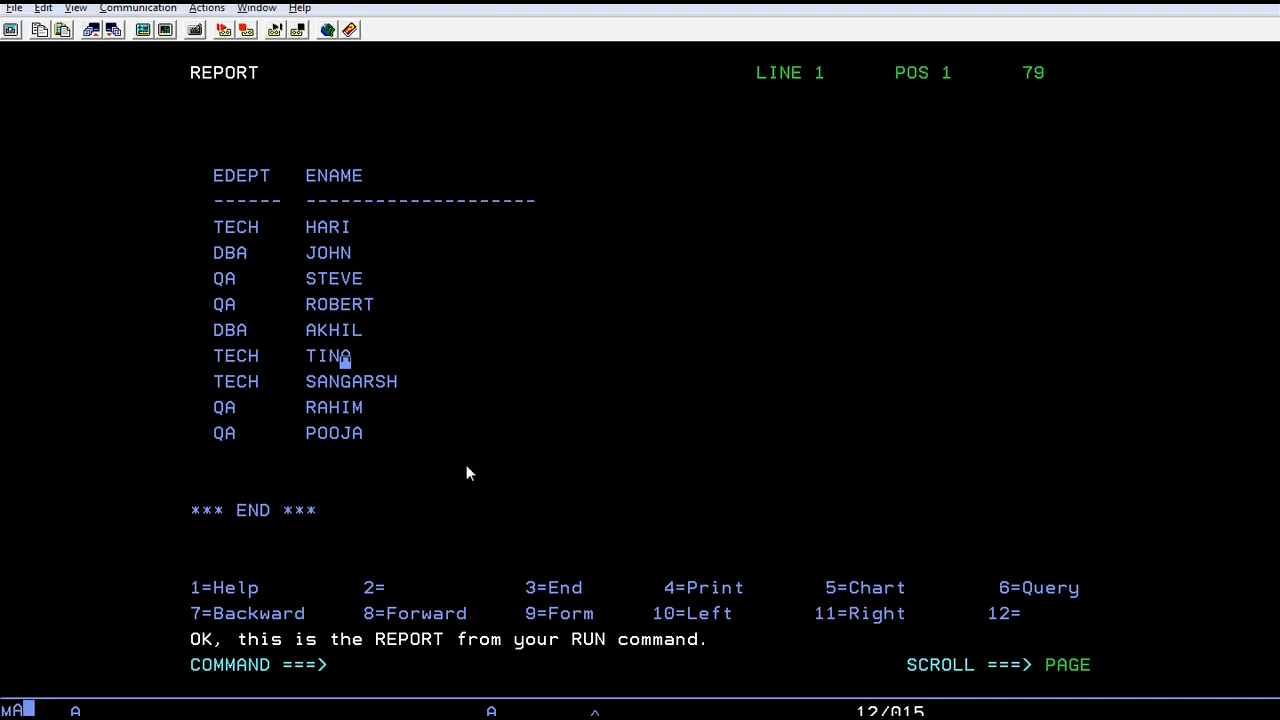 File Edit View Communication Actions Window Help
REPORT LINE 1 POS 1 79
EDEPT ENAME
------ --------------------
TECH HARI
DBA JOHN
QA STEVE
QA ROBERT
DBA AKHIL
TECH TINA
TECH SANGARSH
QA RAHIM
QA POOJA
*** END ***
1=Help 2= 3=End 4=Print 5=Chart 6=Query
7=Backward 8=Forward 9=Form 10=Left 11=Right 12=
OK, this is the REPORT from your RUN command.
COMMAND ===> SCROLL ===> PAGE
MA A A ^ 12/015